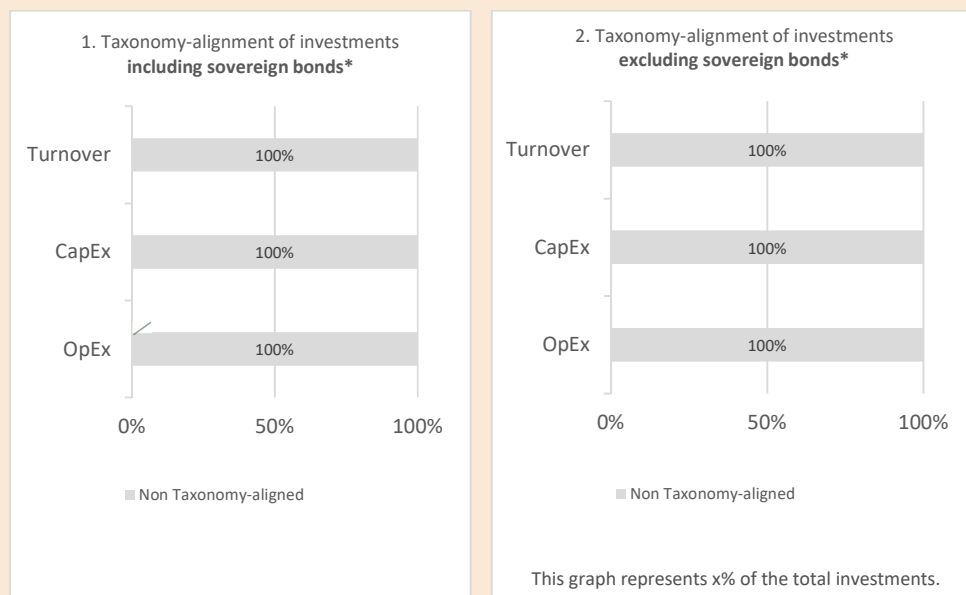 1. Taxonomy-alignment of investments
including sovereign bonds*
Turnover
100%
CapEx
100%
OpEx
100%
0%
50%
100%
Non Taxonomy-aligned
2. Taxonomy-alignment of investments
excluding sovereign bonds*
Turnover
100%
CapEx
100%
OpEx
100%
0%
50%
100%
Non Taxonomy-aligned
This graph represents x% of the total investments.